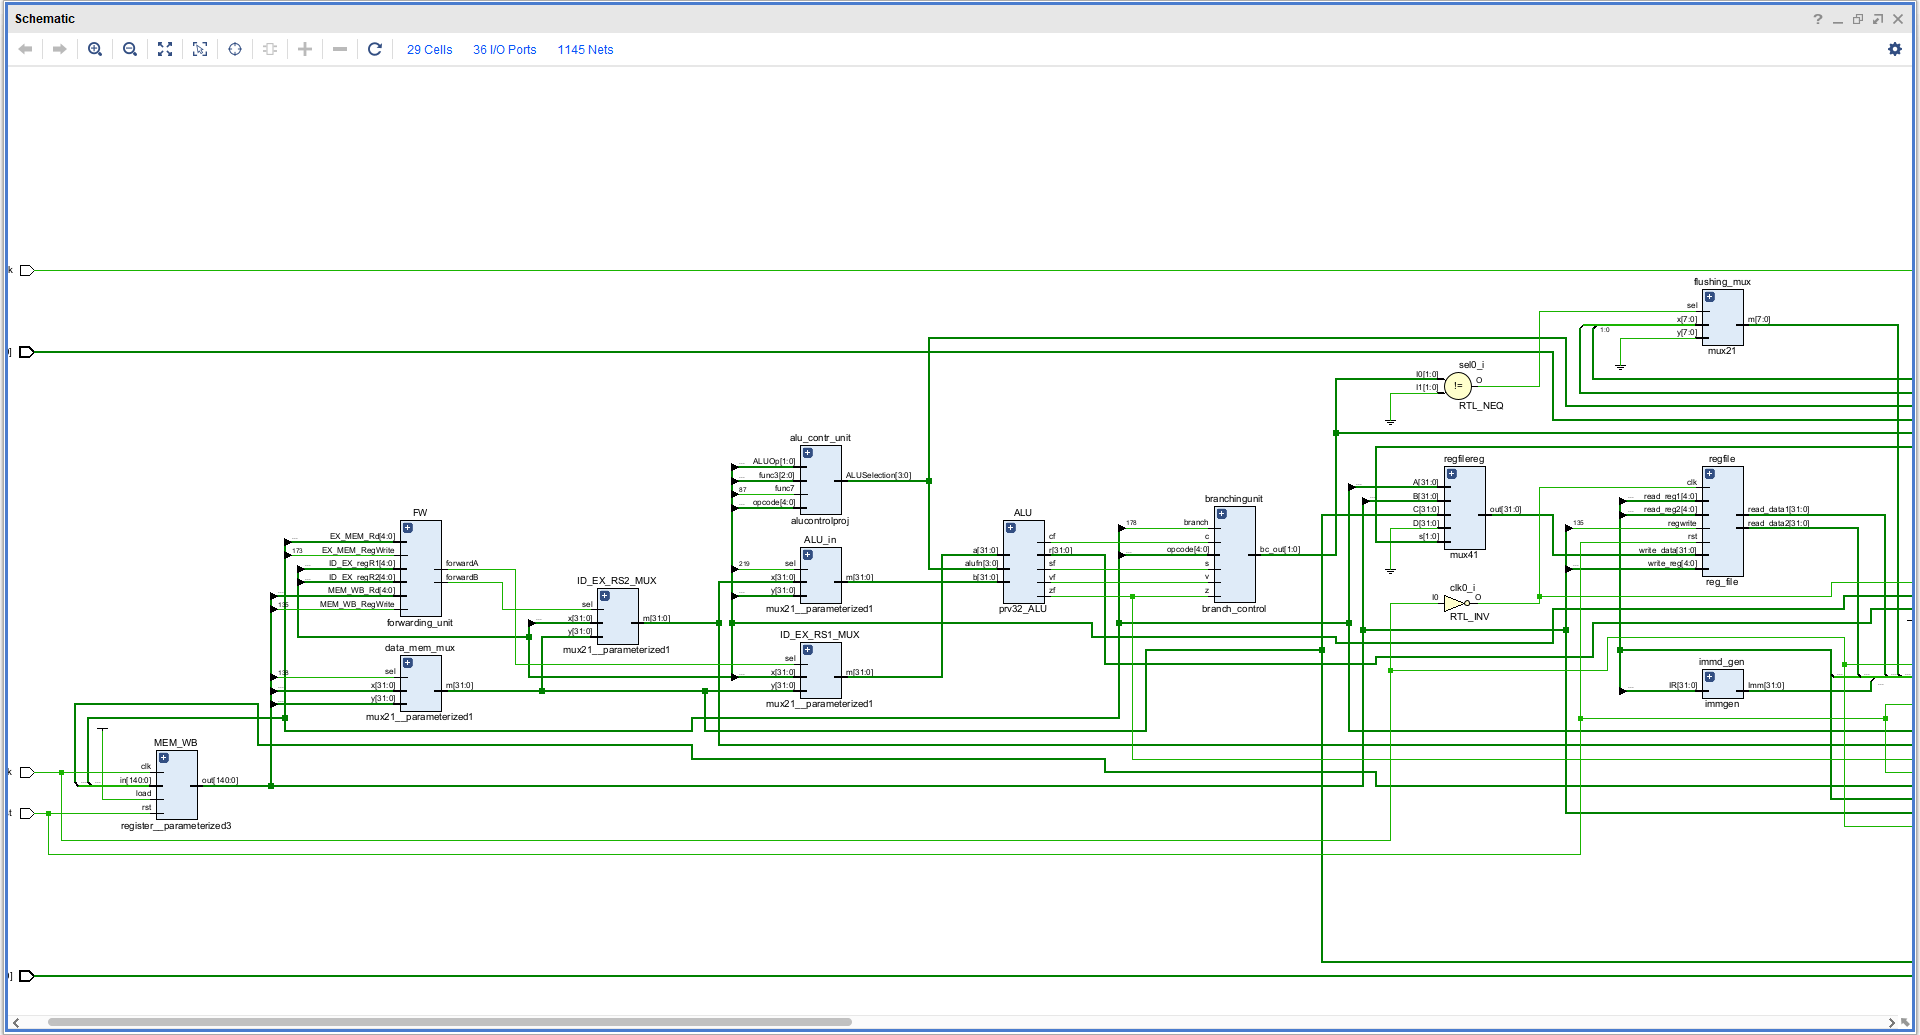 Schematic
29 Cells
36 I/O Ports
1145 Nets
k
flushing_mux
sel
x[7:0]
y[7:0]
m[7:0]
1:0
mux21
]
sel0_i
I0[1:0]
I1[1:0]
!=
O
RTL_NEQ
alu_contr_unit
ALUOp[1:0]
func3[2:0]
87
func7
opcode[4:0]
ALUSelection[3:0]
alucontrolproj
regfilereg
A[31:0]
B[31:0]
C[31:0]
D[31:0]
s[1:0]
out[31:0]
mux41
regfile
clk
read_reg1[4:0]
read_reg2[4:0]
135
regwrite
rst
write_data[31:0]
write_reg[4:0]
read_data1[31:0]
read_data2[31:0]
reg_file
FW
EX_MEM_Rd[4:0]
173
EX_MEM_RegWrite
ID_EX_regR1[4:0]
ID_EX_regR2[4:0]
MEM_WB_Rd[4:0]
135
MEM_WB_RegWrite
forwardA
forwardB
forwarding_unit
ALU_in
219
sel
x[31:0]
y[31:0]
m[31:0]
mux21__parameterized1
ALU
a[31:0]
alufn[3:0]
b[31:0]
cf
r[31:0]
sf
vf
zf
prv32_ALU
branchingunit
178
branch
c
opcode[4:0]
s
v
z
bc_out[1:0]
branch_control
ID_EX_RS2_MUX
sel
x[31:0]
y[31:0]
m[31:0]
mux21__parameterized1
clk0_i
I0
O
RTL_INV
ID_EX_RS1_MUX
sel
x[31:0]
y[31:0]
m[31:0]
mux21__parameterized1
data_mem_mux
sel
x[31:0]
y[31:0]
m[31:0]
mux21__parameterized1
immd_gen
IR[31:0]
Imm[31:0]
immgen
MEM_WB
clk
in[140:0]
load
rst
out[140:0]
register__parameterized3
k
t
]